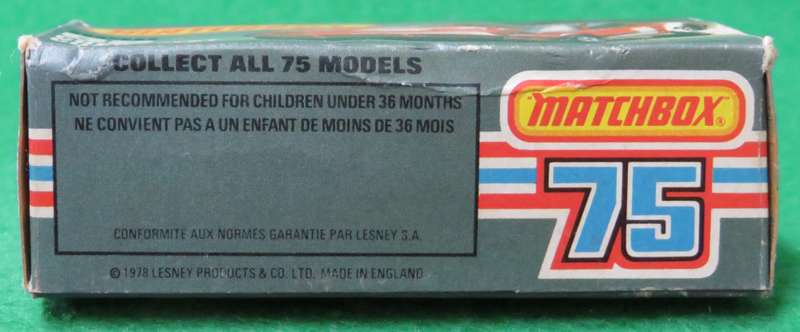 COLLECT ALL 75 MODELS
NOT RECOMMENDED FOR CHILDREN UNDER 36 MONTHS
NE CONVIENT PAS A UN ENFANT DE MOINS DE 36 MOIS
CONFORMITE AUX NORMES GARANTIE PAR LESNEY S.A.
© 1978 LESNEY PRODUCTS & CO. LTD. MADE IN ENGLAND
"MATCHBOX"®
75